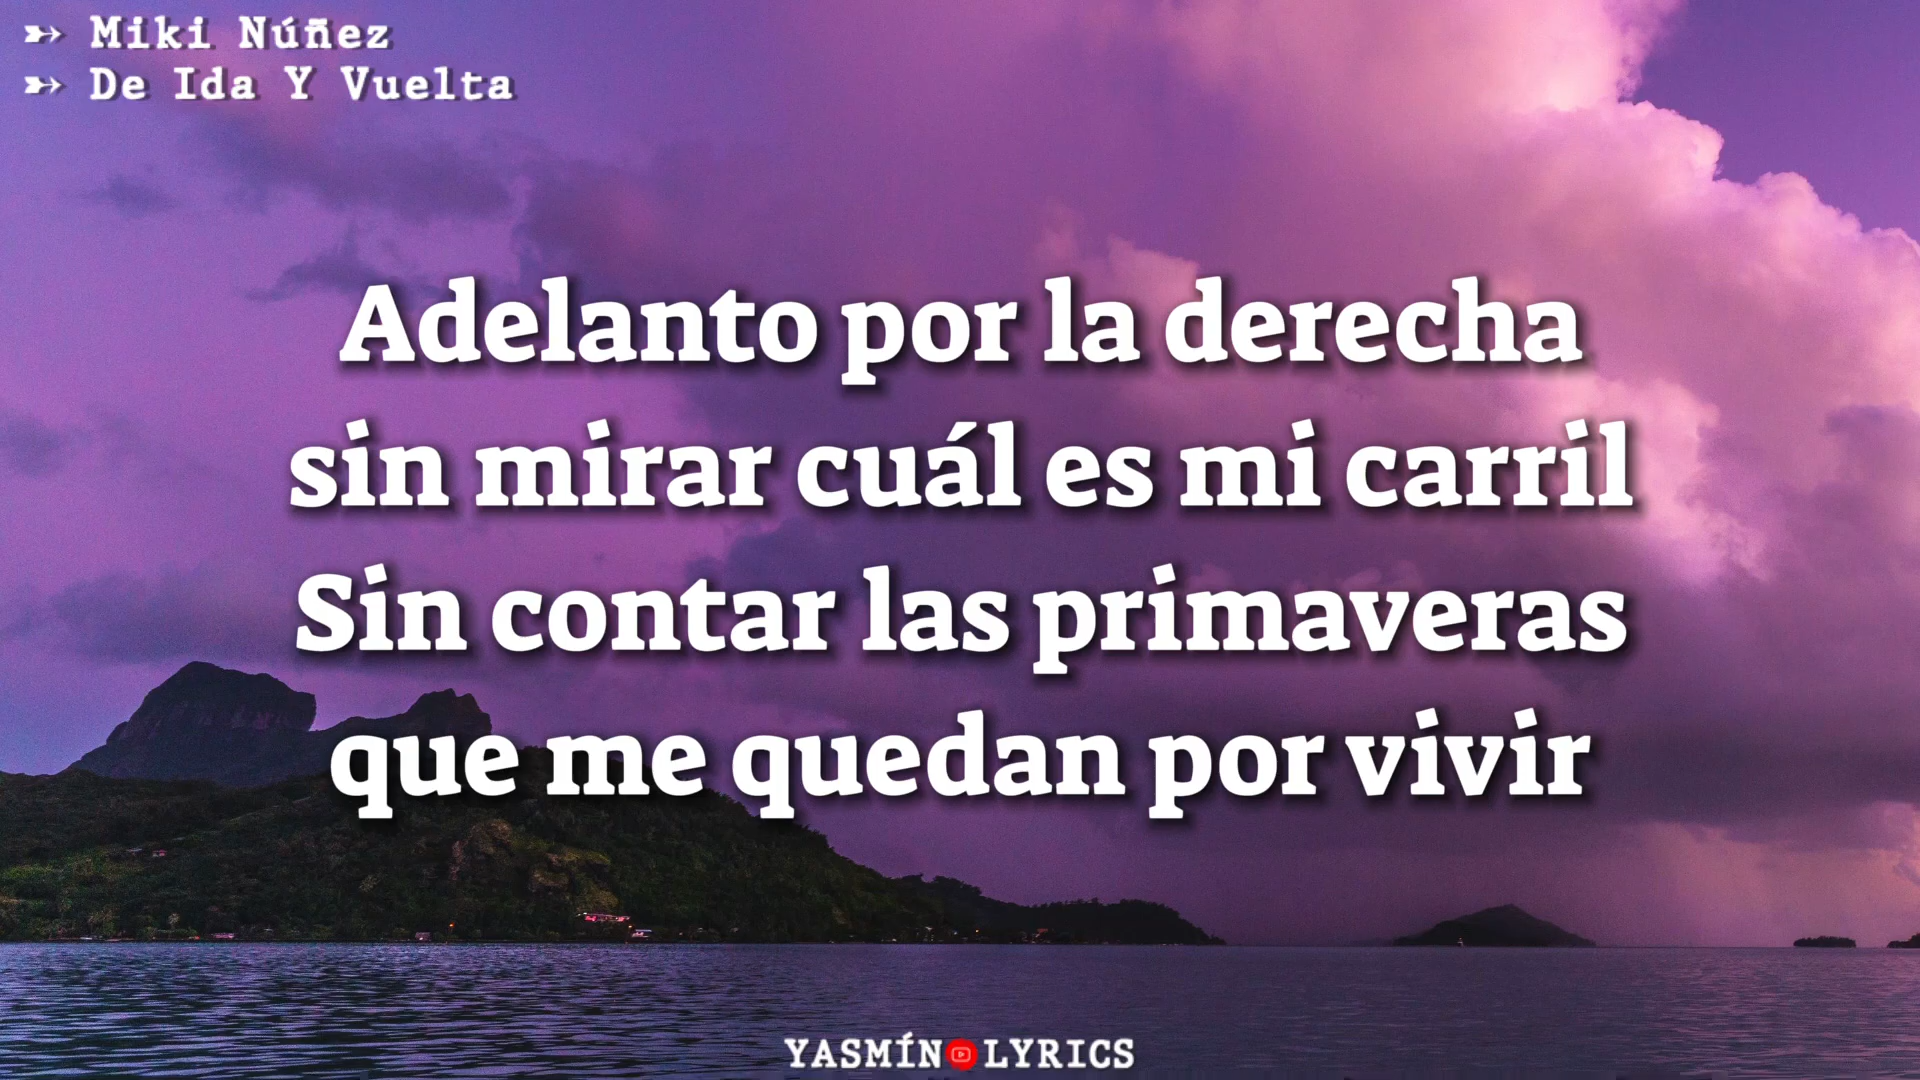 ➳ Miki Núñez
➳ De Ida Y Vuelta
Adelanto por la derecha
sin mirar cuál es mi carril
Sin contar las primaveras
que me quedan por vivir
YASMÍN LYRICS